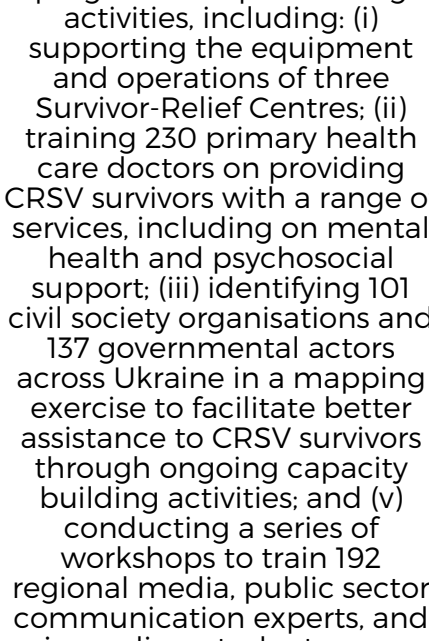 activities, including: (i)
supporting the equipment
and operations of three
Survivor-Relief Centres; (ii)
training 230 primary health
care doctors on providing
CRSV survivors with a range o
services, including on mental
health and psychosocial
support; (iii) identifying 101
civil society organisations and
137 governmental actors
across Ukraine in a mapping
exercise to facilitate better
assistance to CRSV survivors
through ongoing capacity
building activities; and (v)
conducting a series of
workshops to train 192
regional media, public sector
communication experts, and